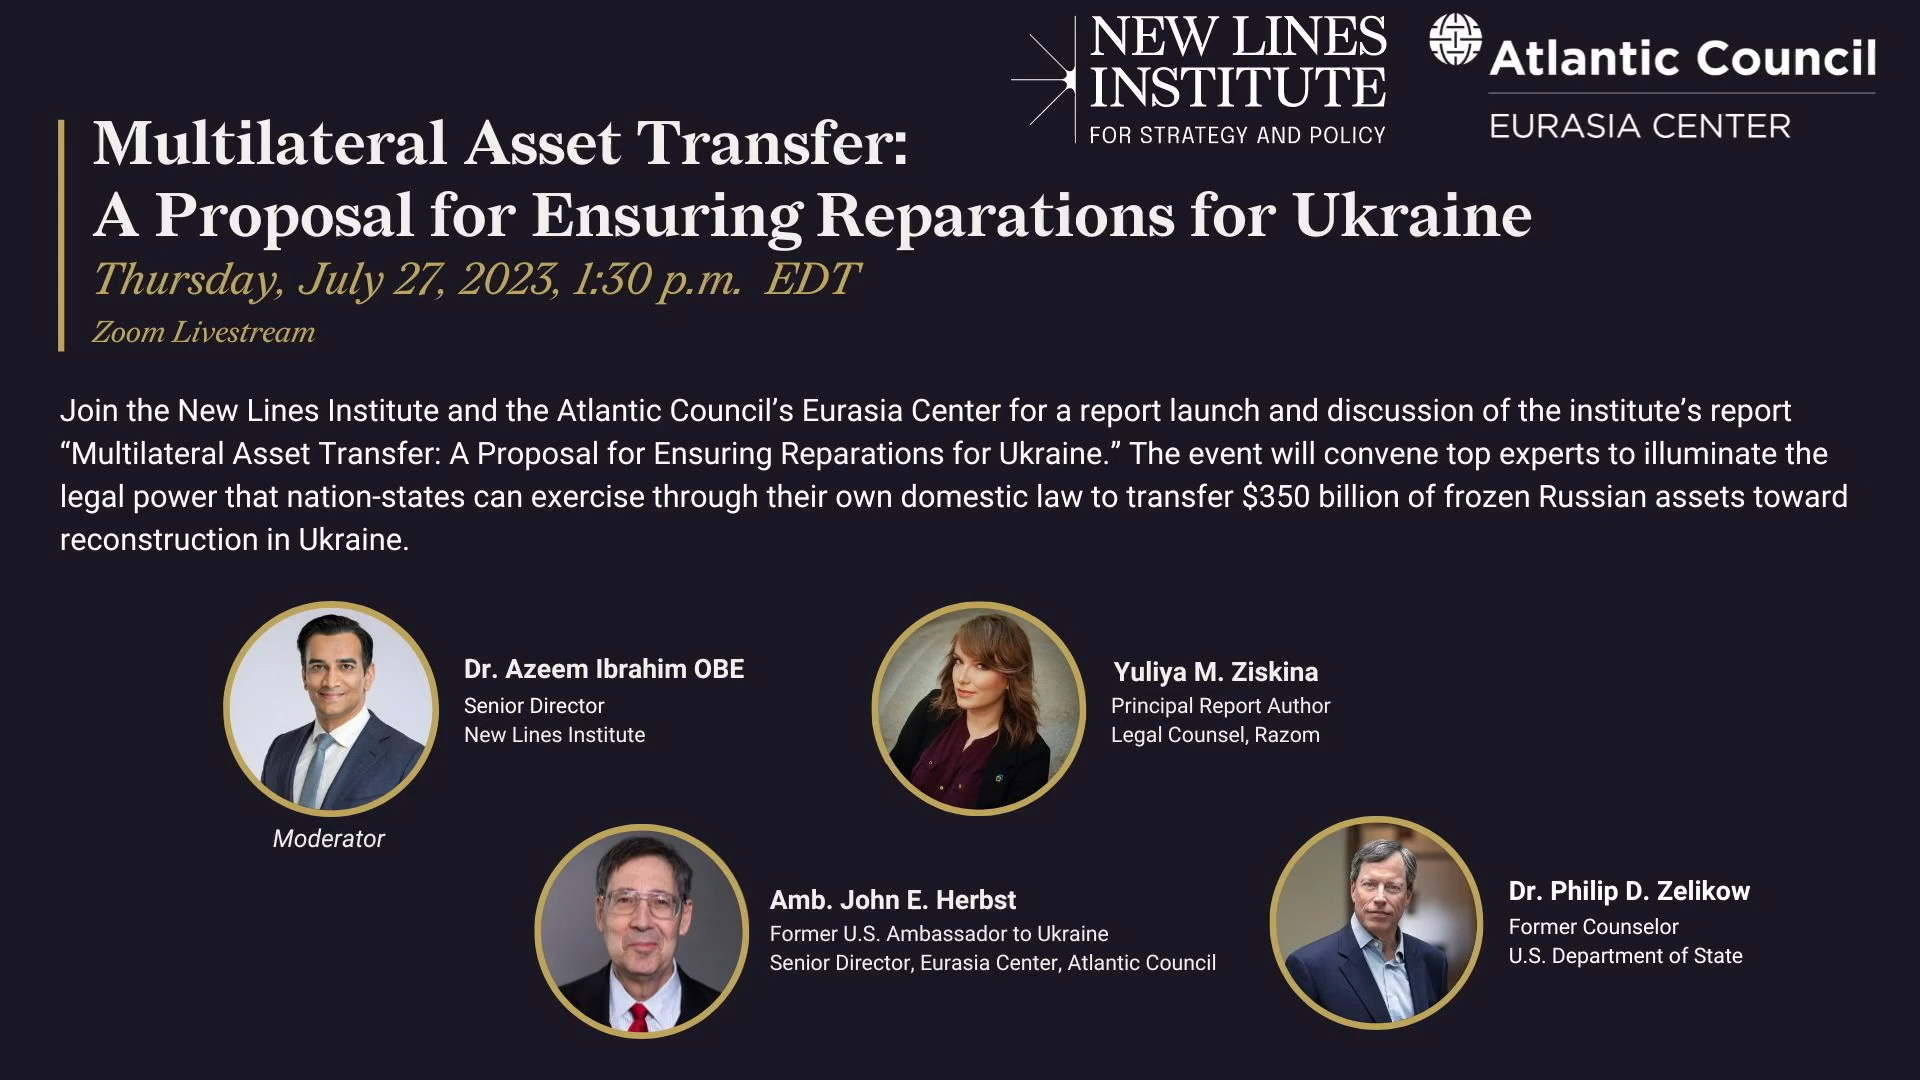 NEW LINES
INSTITUTE
FOR STRATEGY AND POLICY
Atlantic Council
EURASIA CENTER
Multilateral Asset Transfer:
A Proposal for Ensuring Reparations for Ukraine
Thursday, July 27, 2023, 1:30 p.m. EDT
Zoom Livestream
Join the New Lines Institute and the Atlantic Council’s Eurasia Center for a report launch and discussion of the institute’s report
“Multilateral Asset Transfer: A Proposal for Ensuring Reparations for Ukraine.” The event will convene top experts to illuminate the
legal power that nation-states can exercise through their own domestic law to transfer $350 billion of frozen Russian assets toward
reconstruction in Ukraine.
Dr. Azeem Ibrahim OBE
Senior Director
New Lines Institute
Moderator
Yuliya M. Ziskina
Principal Report Author
Legal Counsel, Razom
Amb. John E. Herbst
Former U.S. Ambassador to Ukraine
Senior Director, Eurasia Center, Atlantic Council
Dr. Philip D. Zelikow
Former Counselor
U.S. Department of State